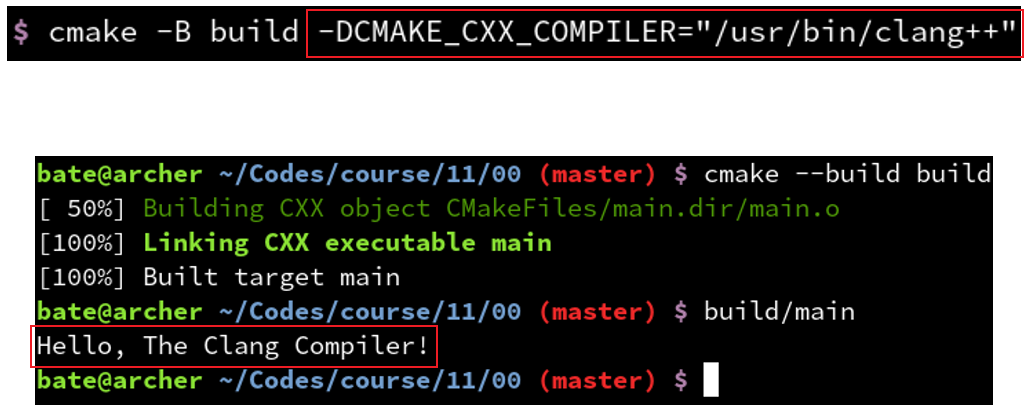 $ cmake -B build -DCMAKE_CXX_COMPILER="/usr/bin/clang++"
bate@archer ~/Codes/course/11/00 (master) $ cmake --build build
[ 50%] Building CXX object CMakeFiles/main.dir/main.o
[100%] Linking CXX executable main
[100%] Built target main
bate@archer ~/Codes/course/11/00 (master) $ build/main
Hello, The Clang Compiler!
bate@archer ~/Codes/course/11/00 (master) $